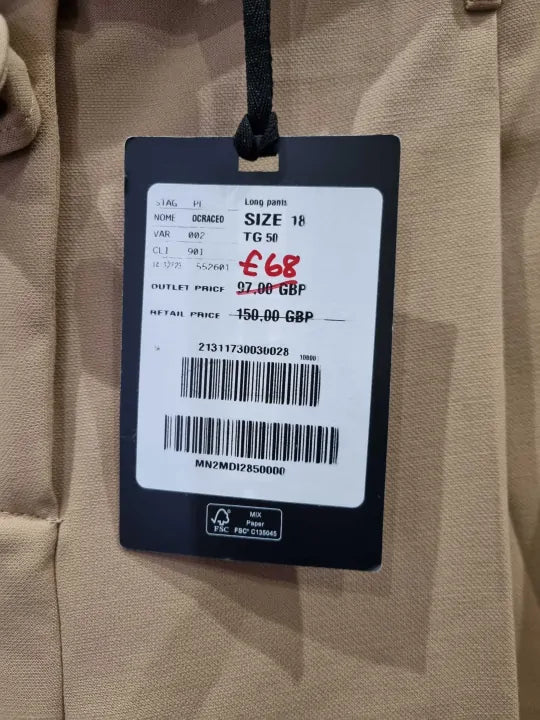 STAG PE Long pants
NOME OCRACEO SIZE 18
VAR 002 TG 50
CLI 901
552601 £68
OUTLET PRICE 97.00 GBP
RETAIL PRICE 150.00 GBP
21311730030028 10000
MN2MDI2850000
FSC
MIX
Paper
FSC® C135045